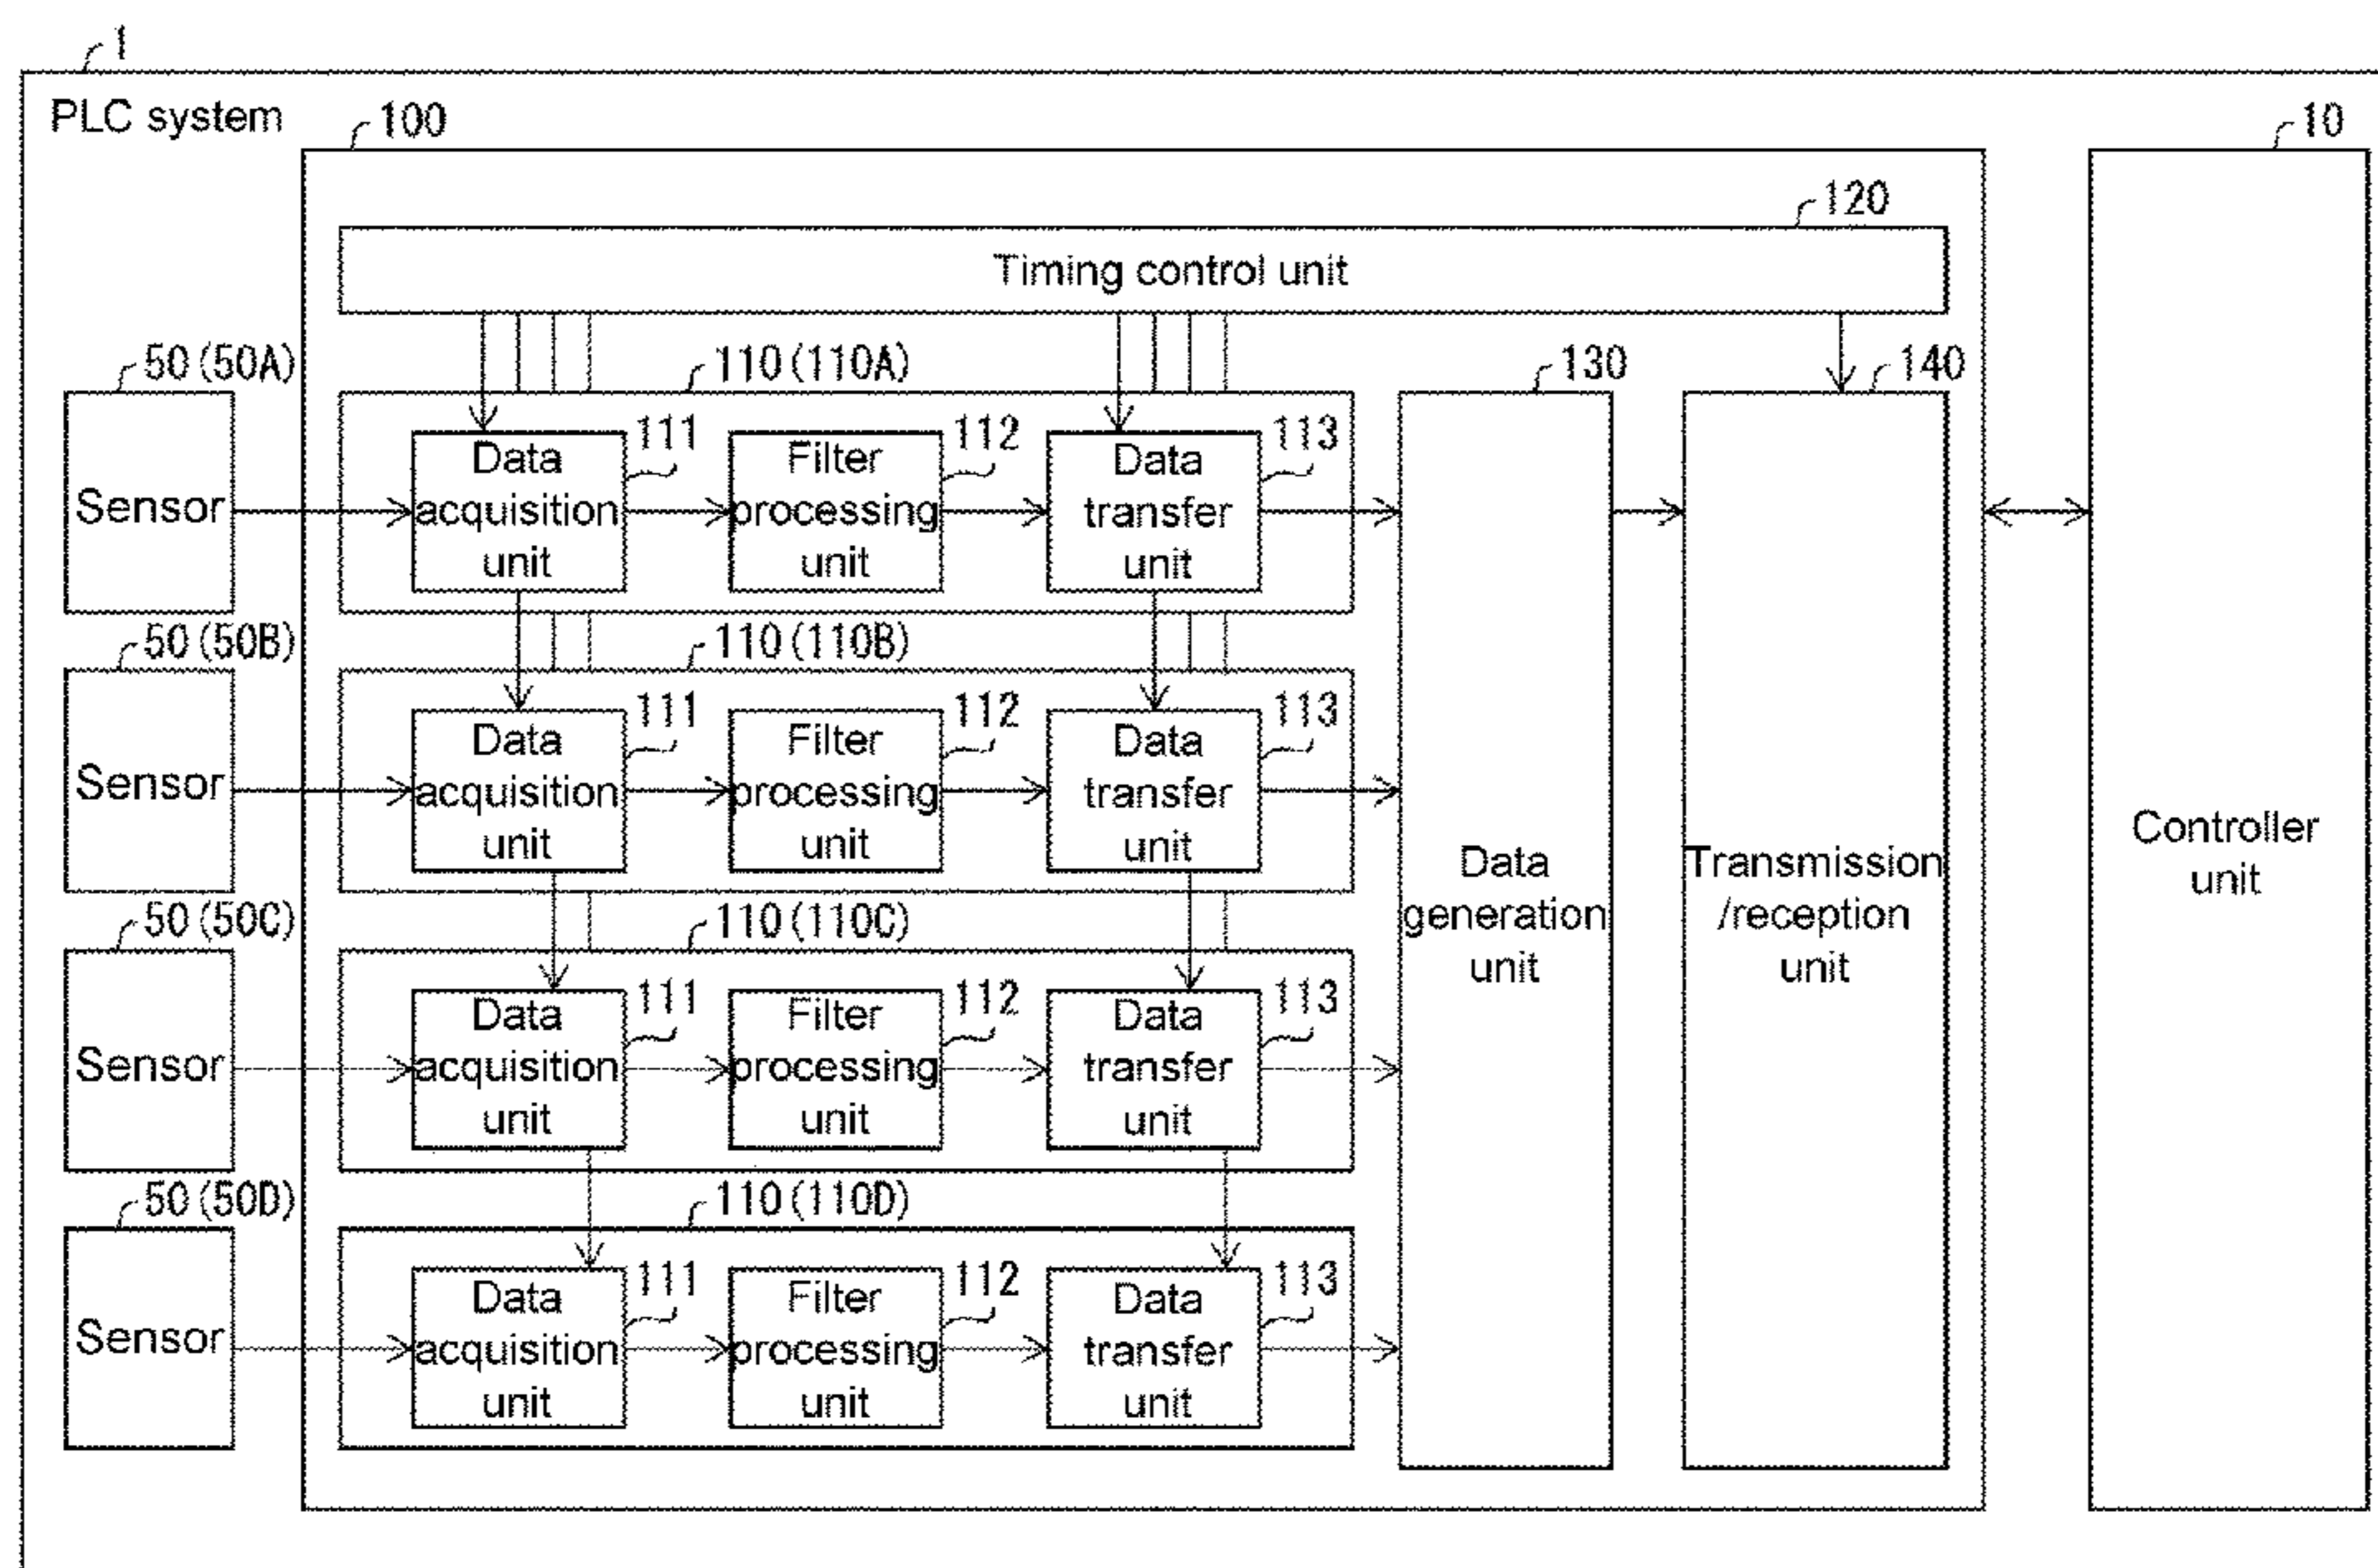 1
PLC system
100
10
120
Timing control unit
50 (50A)
110 (110A)
130
140
Sensor
Data
acquisition
unit
111
Filter
processing
unit
112
Data
transfer
unit
113
50 (50B)
110 (110B)
Sensor
Data
acquisition
unit
111
Filter
processing
unit
112
Data
transfer
unit
113
Data
generation
unit
Transmission
/reception
unit
Controller
unit
50 (50C)
110 (110C)
Sensor
Data
acquisition
unit
111
Filter
processing
unit
112
Data
transfer
unit
113
50 (50D)
110 (110D)
Sensor
Data
acquisition
unit
111
Filter
processing
unit
112
Data
transfer
unit
113